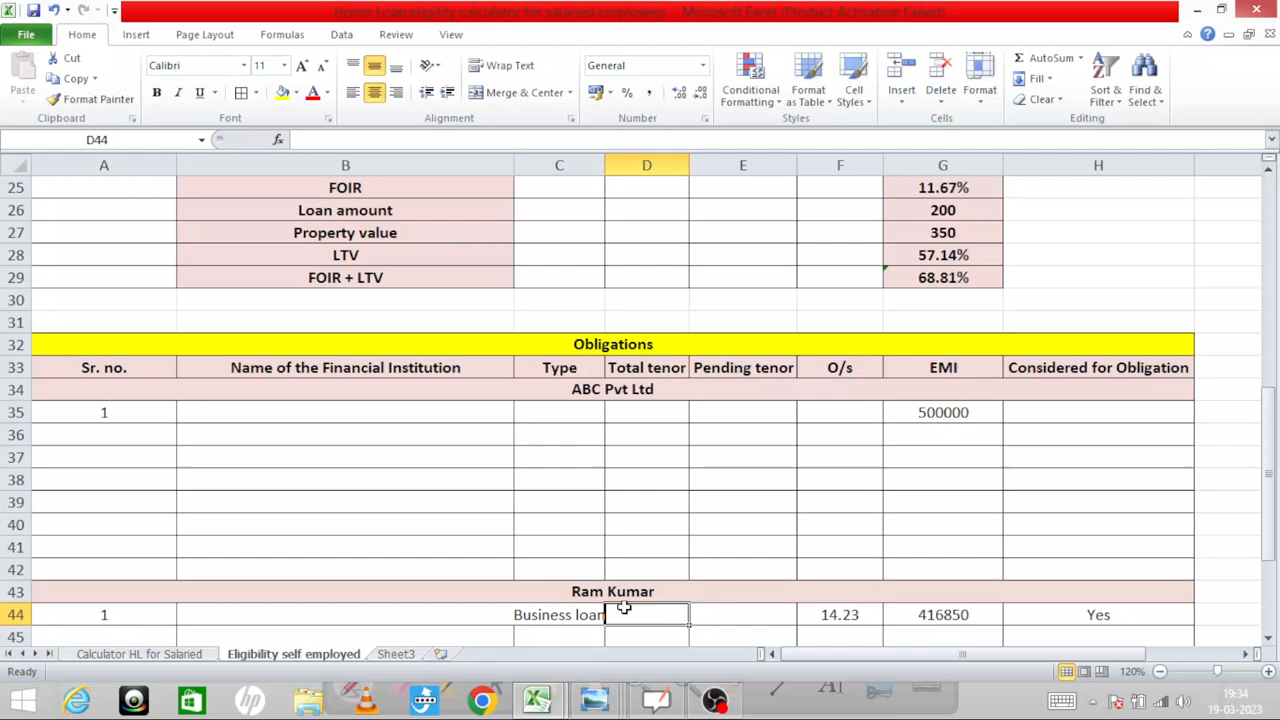 Home Loan eligility calculator for salaried employees - Microsoft Excel (Product Activation Failed)
File Home Insert Page Layout Formulas Data Review View
Paste Cut Copy Format Painter
Calibri 11
B I U
Wrap Text
Merge & Center
General
% ,
Conditional Formatting Format as Table Cell Styles
Insert Delete Format
AutoSum Fill Clear
Sort & Filter Find & Select
Clipboard Font Alignment Number Styles Cells Editing
D44 fx
A B C D E F G H
25 FOIR 11.67%
26 Loan amount 200
27 Property value 350
28 LTV 57.14%
29 FOIR + LTV 68.81%
30
31
32 Obligations
33 Sr. no. Name of the Financial Institution Type Total tenor Pending tenor O/s EMI Considered for Obligation
34 ABC Pvt Ltd
35 1 500000
36
37
38
39
40
41
42
43 Ram Kumar
44 1 Business loan 14.23 416850 Yes
45
Calculator HL for Salaried Eligibility self employed Sheet3
Ready 120%
19:34
19-03-2023